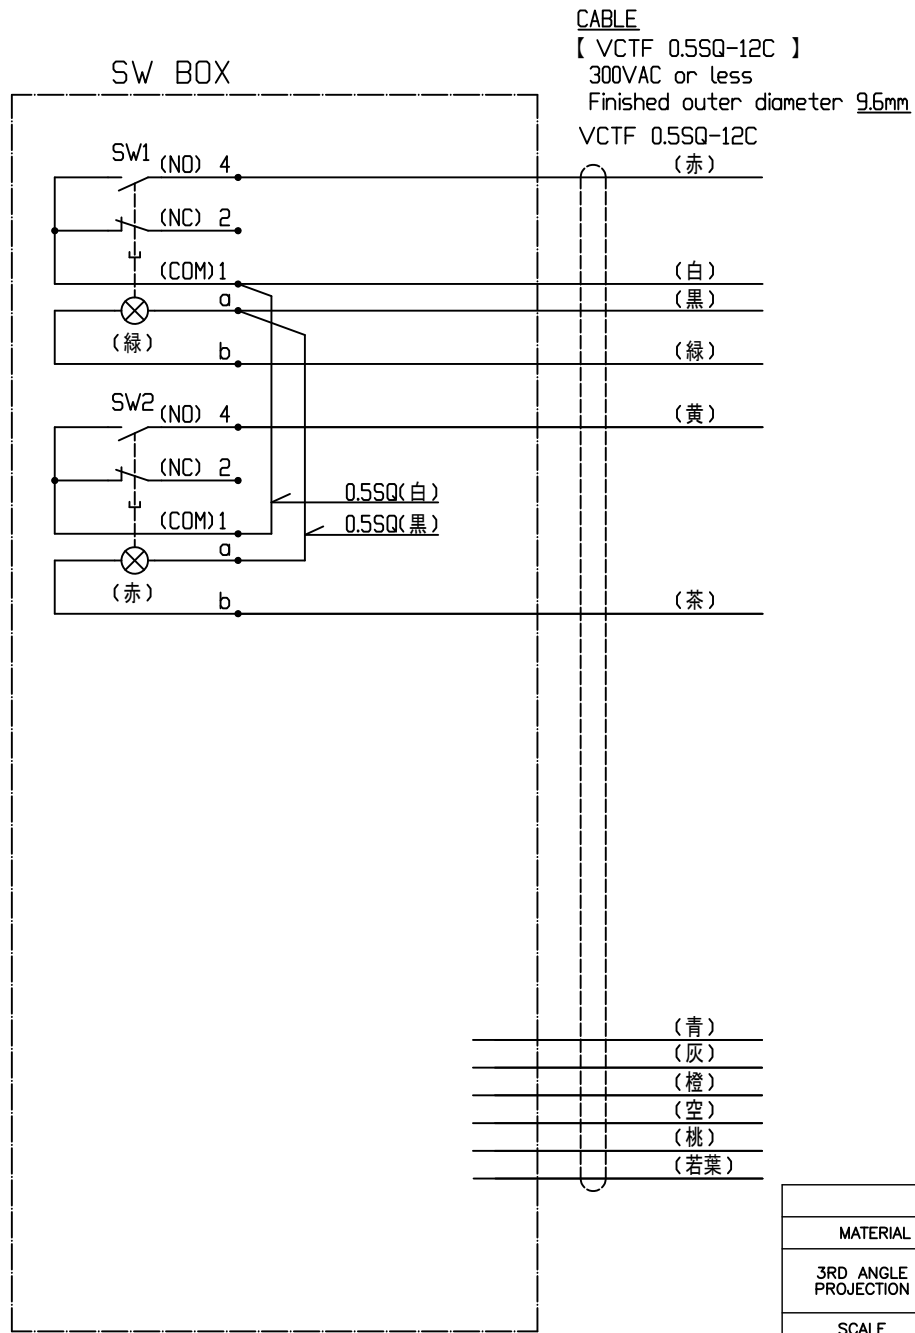 CABLE
【 VCTF 0.5SQ-12C 】
300VAC or less
Finished outer diameter 9.6mm
VCTF 0.5SQ-12C
SW BOX
SW1
(NO) 4
(赤)
(NC) 2
(COM) 1
(白)
a
(黒)
(緑)
b
(緑)
SW2
(NO) 4
(黄)
(NC) 2
0.5SQ(白)
(COM) 1
0.5SQ(黒)
a
(赤)
b
(茶)
(青)
(灰)
(橙)
(空)
(桃)
(若葉)
MATERIAL
3RD ANGLE
PROJECTION
SCALE